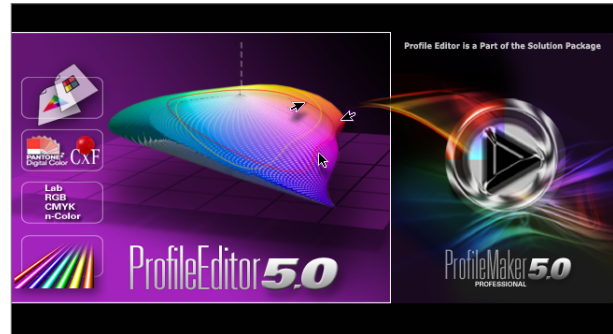 Profile Editor is a Part of the Solution Package
PANTONE®
Digital Color
CxF
Lab
RGB
CMYK
n-Color
ProfileEditor 5.0
ProfileMaker 5.0
PROFESSIONAL